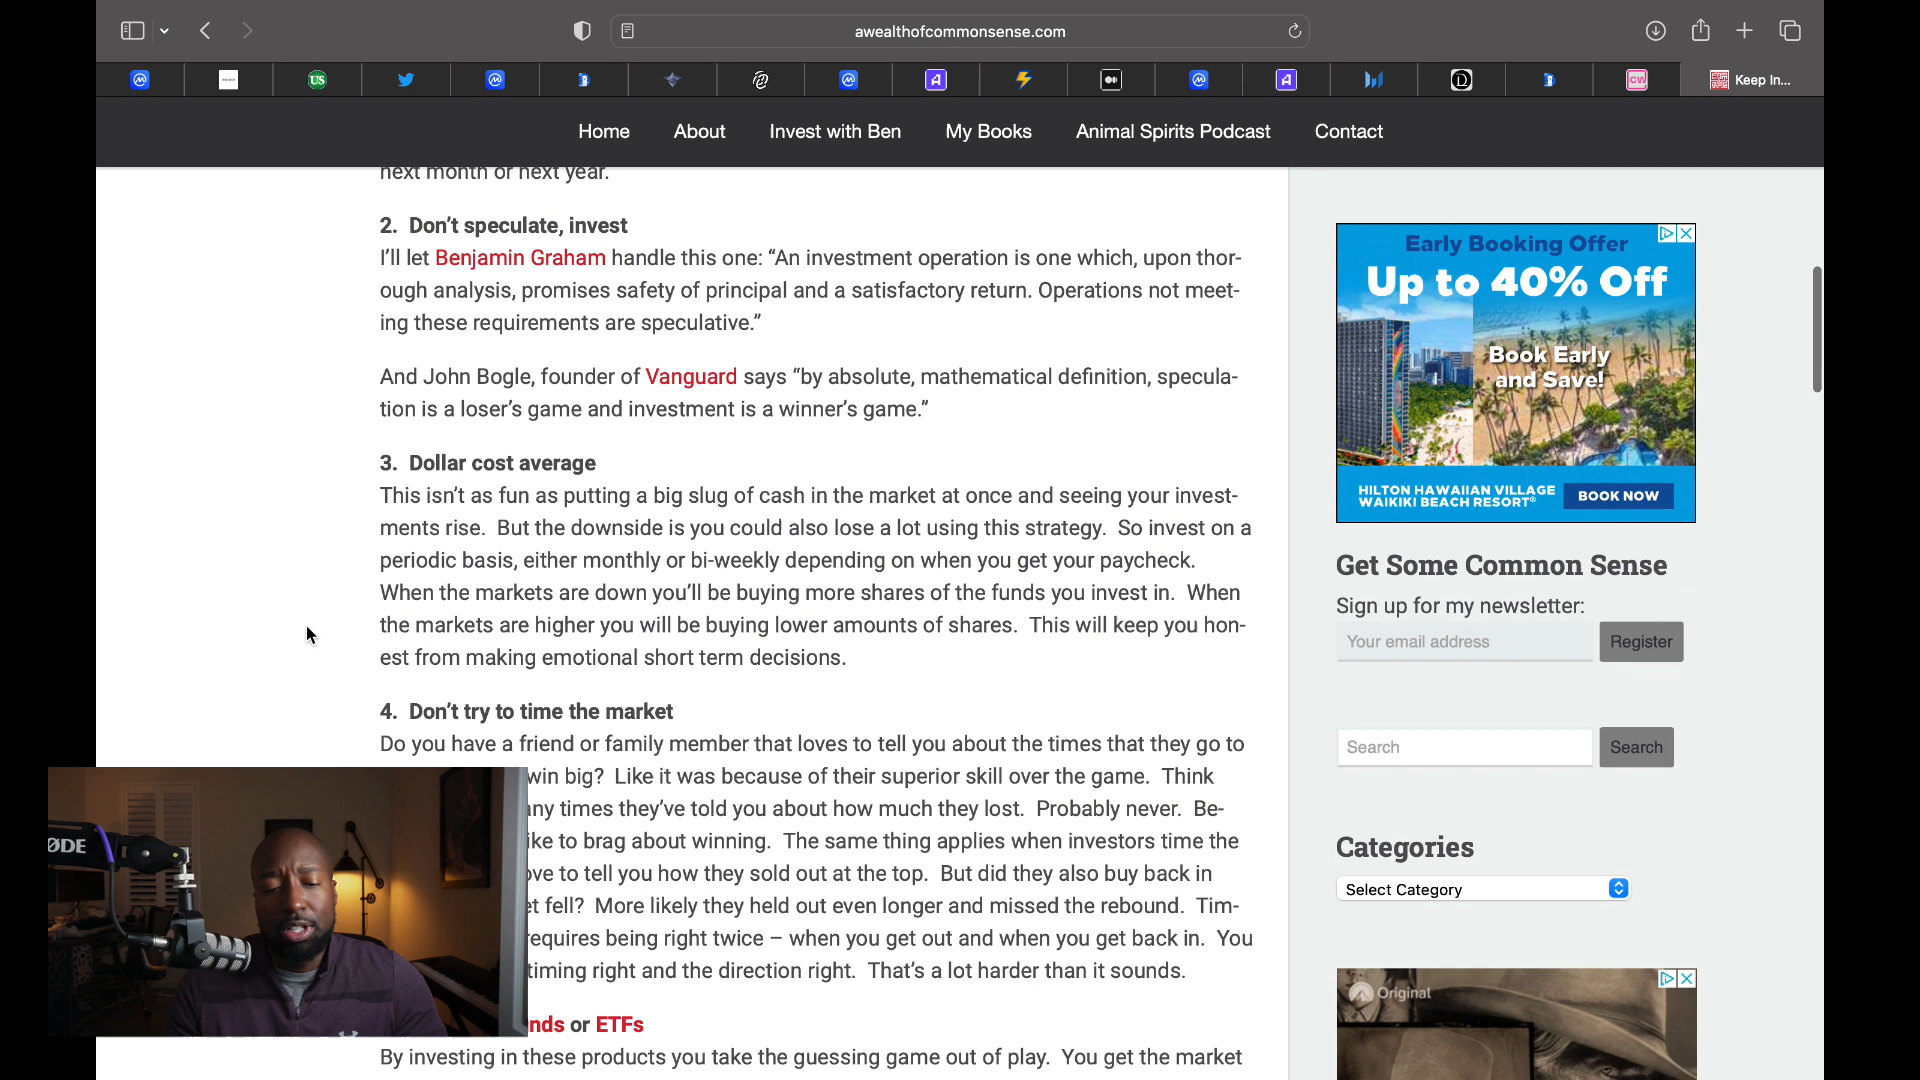 awealthofcommonsense.com
US
A
A
D
CW
Keep In...
Home About Invest with Ben My Books Animal Spirits Podcast Contact
next month or next year.
2. Don’t speculate, invest
I’ll let Benjamin Graham handle this one: “An investment operation is one which, upon thor-
ough analysis, promises safety of principal and a satisfactory return. Operations not meet-
ing these requirements are speculative.”
And John Bogle, founder of Vanguard says “by absolute, mathematical definition, specula-
tion is a loser’s game and investment is a winner’s game.”
3. Dollar cost average
This isn’t as fun as putting a big slug of cash in the market at once and seeing your invest-
ments rise. But the downside is you could also lose a lot using this strategy. So invest on a
periodic basis, either monthly or bi-weekly depending on when you get your paycheck.
When the markets are down you’ll be buying more shares of the funds you invest in. When
the markets are higher you will be buying lower amounts of shares. This will keep you hon-
est from making emotional short term decisions.
4. Don’t try to time the market
Do you have a friend or family member that loves to tell you about the times that they go to
win big? Like it was because of their superior skill over the game. Think
any times they’ve told you about how much they lost. Probably never. Be-
ike to brag about winning. The same thing applies when investors time the
ove to tell you how they sold out at the top. But did they also buy back in
et fell? More likely they held out even longer and missed the rebound. Tim-
requires being right twice – when you get out and when you get back in. You
timing right and the direction right. That’s a lot harder than it sounds.
nds or ETFs
By investing in these products you take the guessing game out of play. You get the market
Early Booking Offer
Up to 40% Off
Book Early
and Save!
HILTON HAWAIIAN VILLAGE
WAIKIKI BEACH RESORT®
BOOK NOW
Get Some Common Sense
Sign up for my newsletter:
Your email address Register
Search Search
Categories
Select Category
Original
ØDE